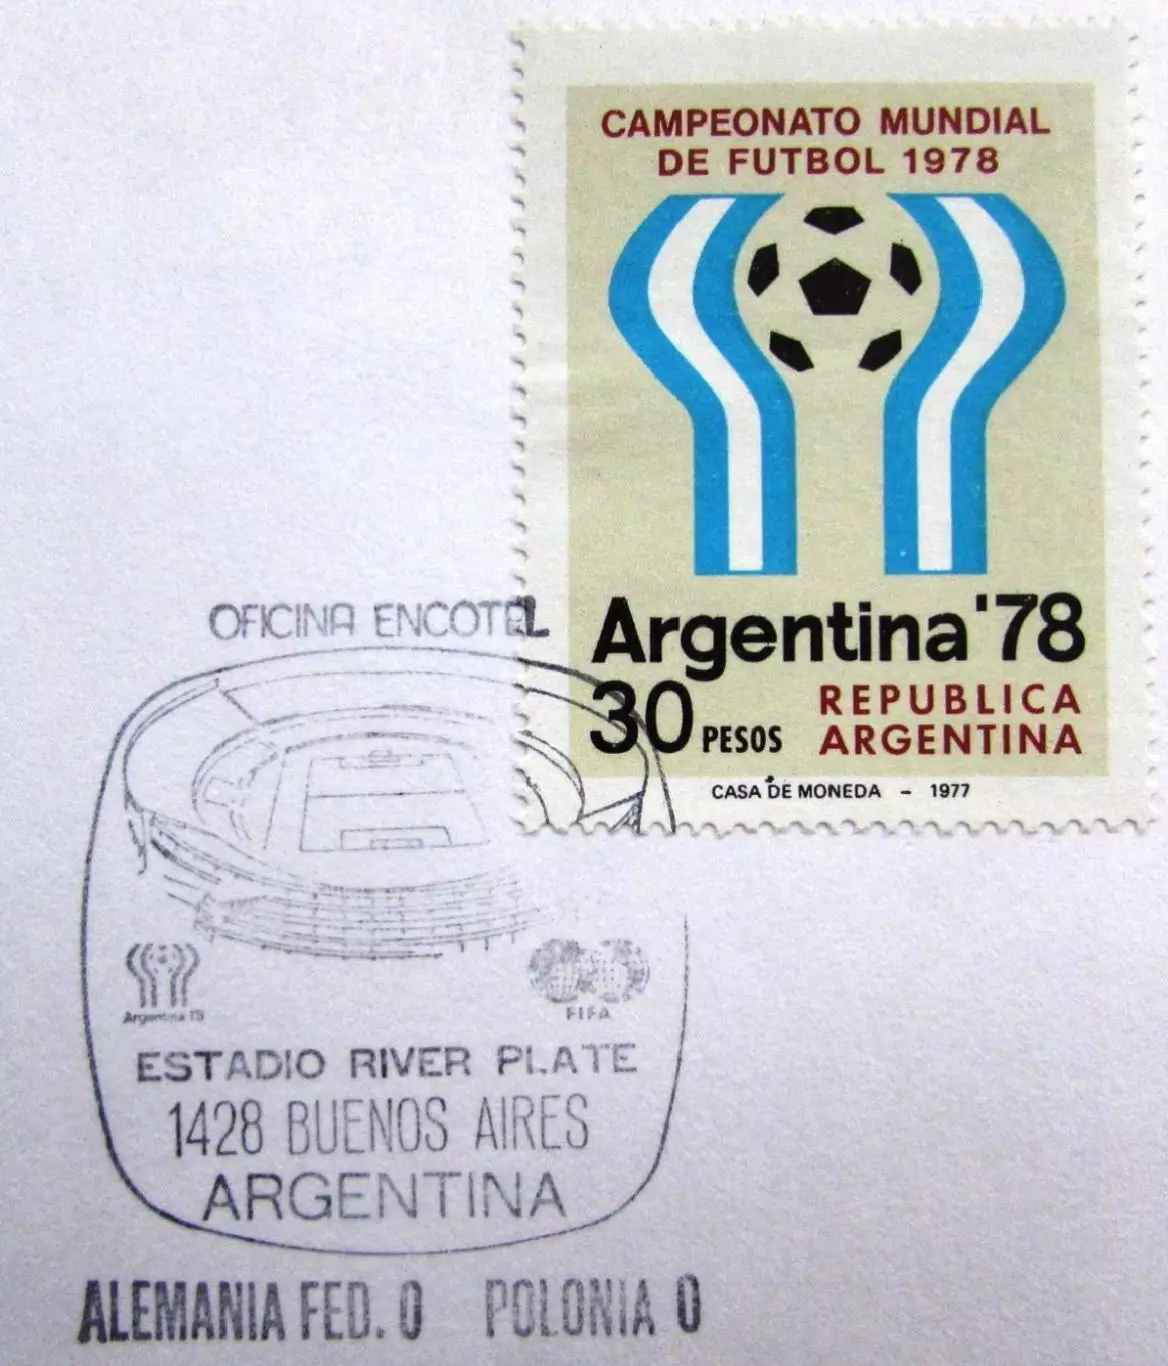 CAMPEONATO MUNDIAL
DE FUTBOL 1978
Argentina '78
30 PESOS
REPUBLICA
ARGENTINA
CASA DE MONEDA - 1977
OFICINA ENCOTEL
Argentina 78
FIFA
ESTADIO RIVER PLATE
1428 BUENOS AIRES
ARGENTINA
ALEMANIA FED. 0 POLONIA 0